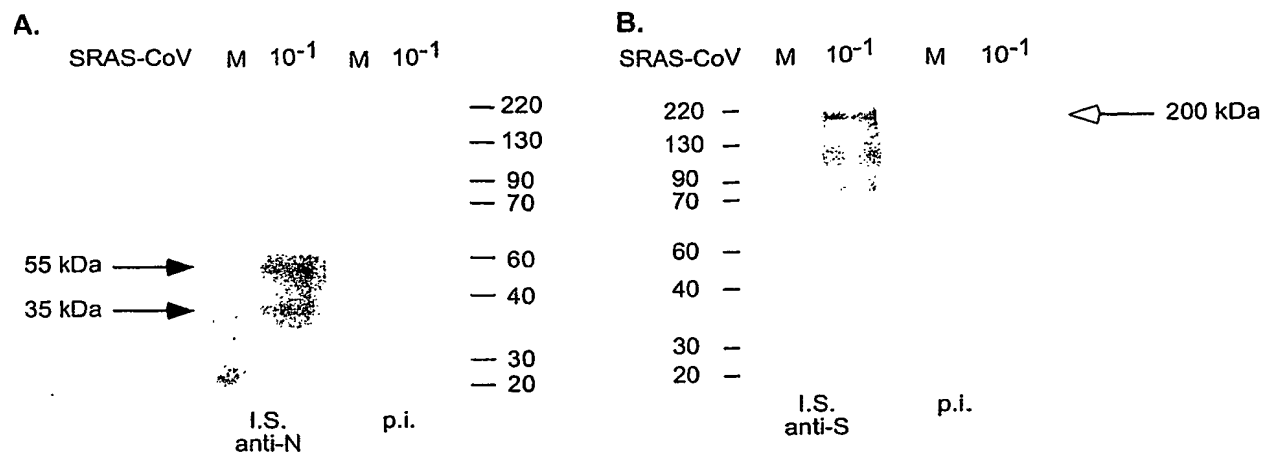 A.
SRAS-CoV M 10-1 M 10-1
220
130
90
70
55 kDa
60
40
35 kDa
30
20
I.S. p.i.
anti-N
B.
SRAS-CoV M 10-1 M 10-1
220
200 kDa
130
90
70
60
40
30
20
I.S. p.i.
anti-S